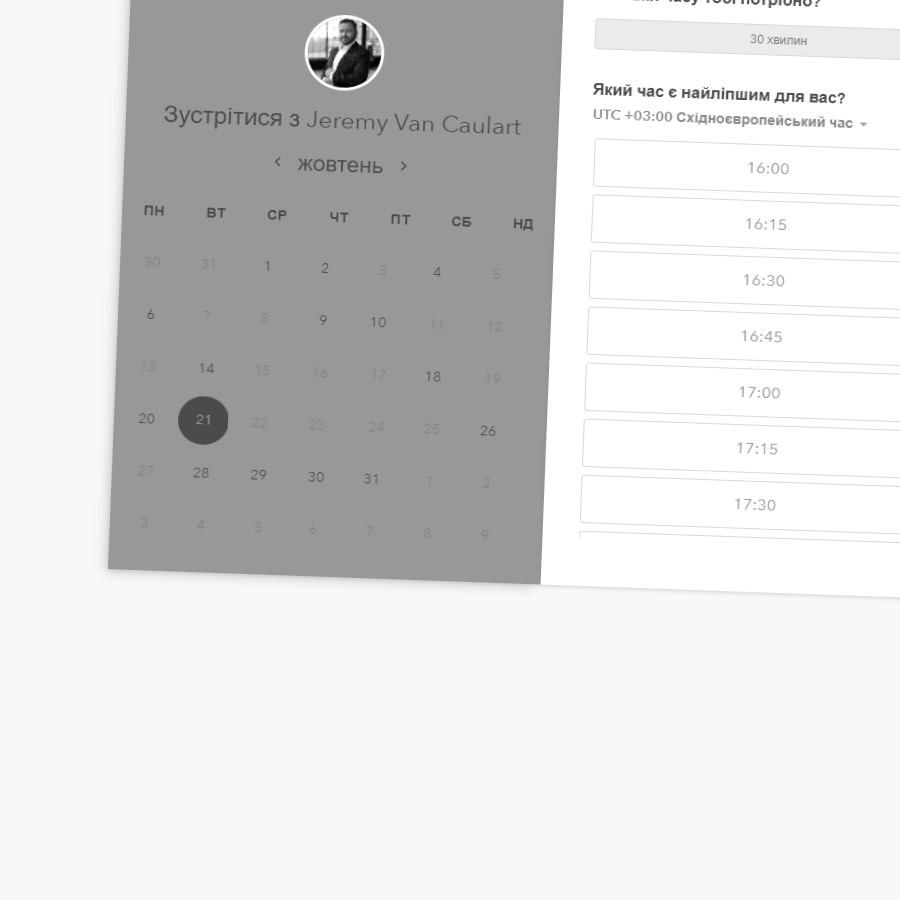 Зустрітися з Jeremy Van Caulart
жовтень
ПН ВТ СР ЧТ ПТ СБ НД
30 31 1 2 3 4 5
6 7 8 9 10 11 12
13 14 15 16 17 18 19
20 21 22 23 24 25 26
27 28 29 30 31 1 2
3 4 5 6 7 8 9
часу тобі потрібно?
30 хвилин
Який час є найліпшим для вас?
UTC +03:00 Східноєвропейський час
16:00
16:15
16:30
16:45
17:00
17:15
17:30